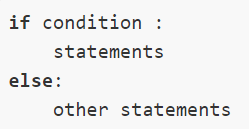 if condition :
    statements
else:
    other statements